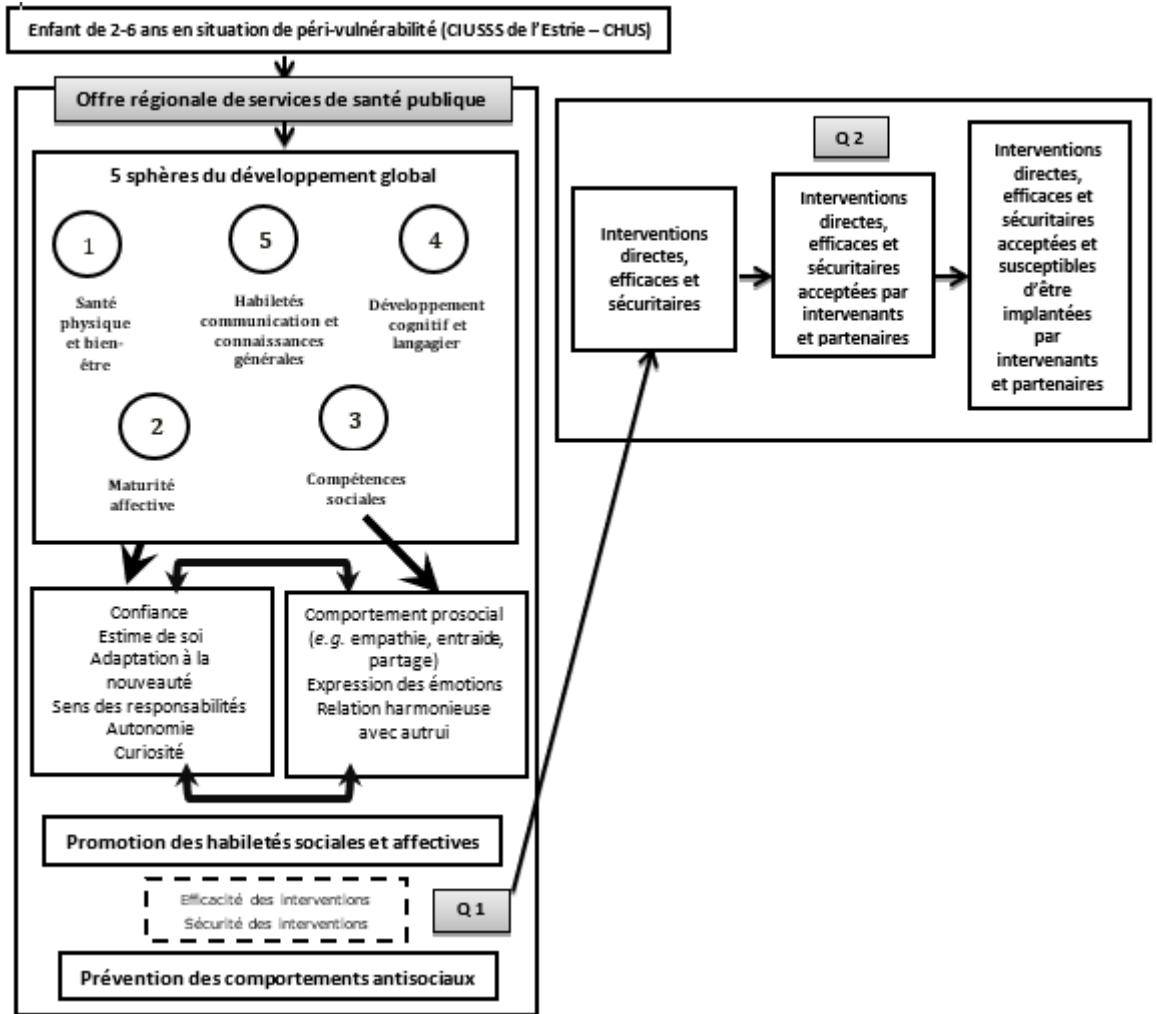 Enfant de 2-6 ans en situation de péri-vulnérabilité (CIUSSS de l'Estrie – CHUS)
Offre régionale de services de santé publique
5 sphères du développement global
1
Santé
physique
et bien-
être
5
Habiletés
communication et
connaissances
générales
4
Développement
cognitif et
langagier
2
Maturité
affective
3
Compétences
sociales
Confiance
Estime de soi
Adaptation à la
nouveauté
Sens des responsabilités
Autonomie
Curiosité
Comportement prosocial
(e.g. empathie, entraide,
partage)
Expression des émotions
Relation harmonieuse
avec autrui
Promotion des habiletés sociales et affectives
Efficacité des interventions
Sécurité des interventions
Q 1
Prévention des comportements antisociaux
Q 2
Interventions
directes,
efficaces et
sécuritaires
Interventions
directes,
efficaces et
sécuritaires
acceptées par
intervenants
et partenaires
Interventions
directes,
efficaces et
sécuritaires
acceptées et
susceptibles
d'être
implantées
par
intervenants
et partenaires